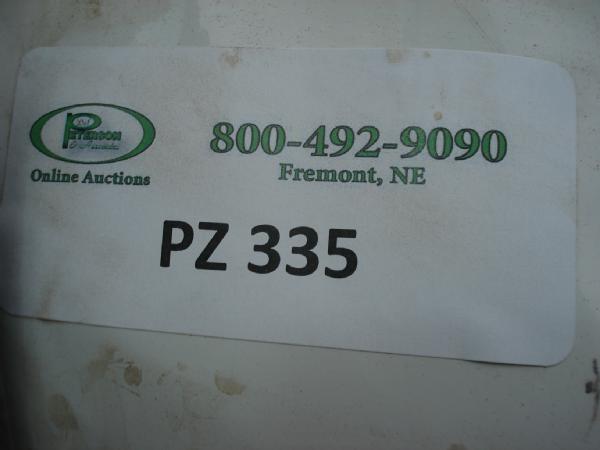 PETERSON
Online Auctions
800-492-9090
Fremont, NE
PZ 335